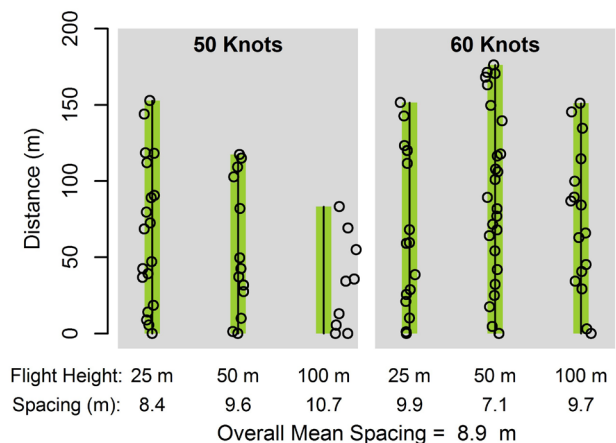 50 Knots 60 Knots
200
150
100
50
0
Distance (m)
Flight Height: 25 m 50 m 100 m 25 m 50 m 100 m
Spacing (m): 8.4 9.6 10.7 9.9 7.1 9.7
Overall Mean Spacing = 8.9 m